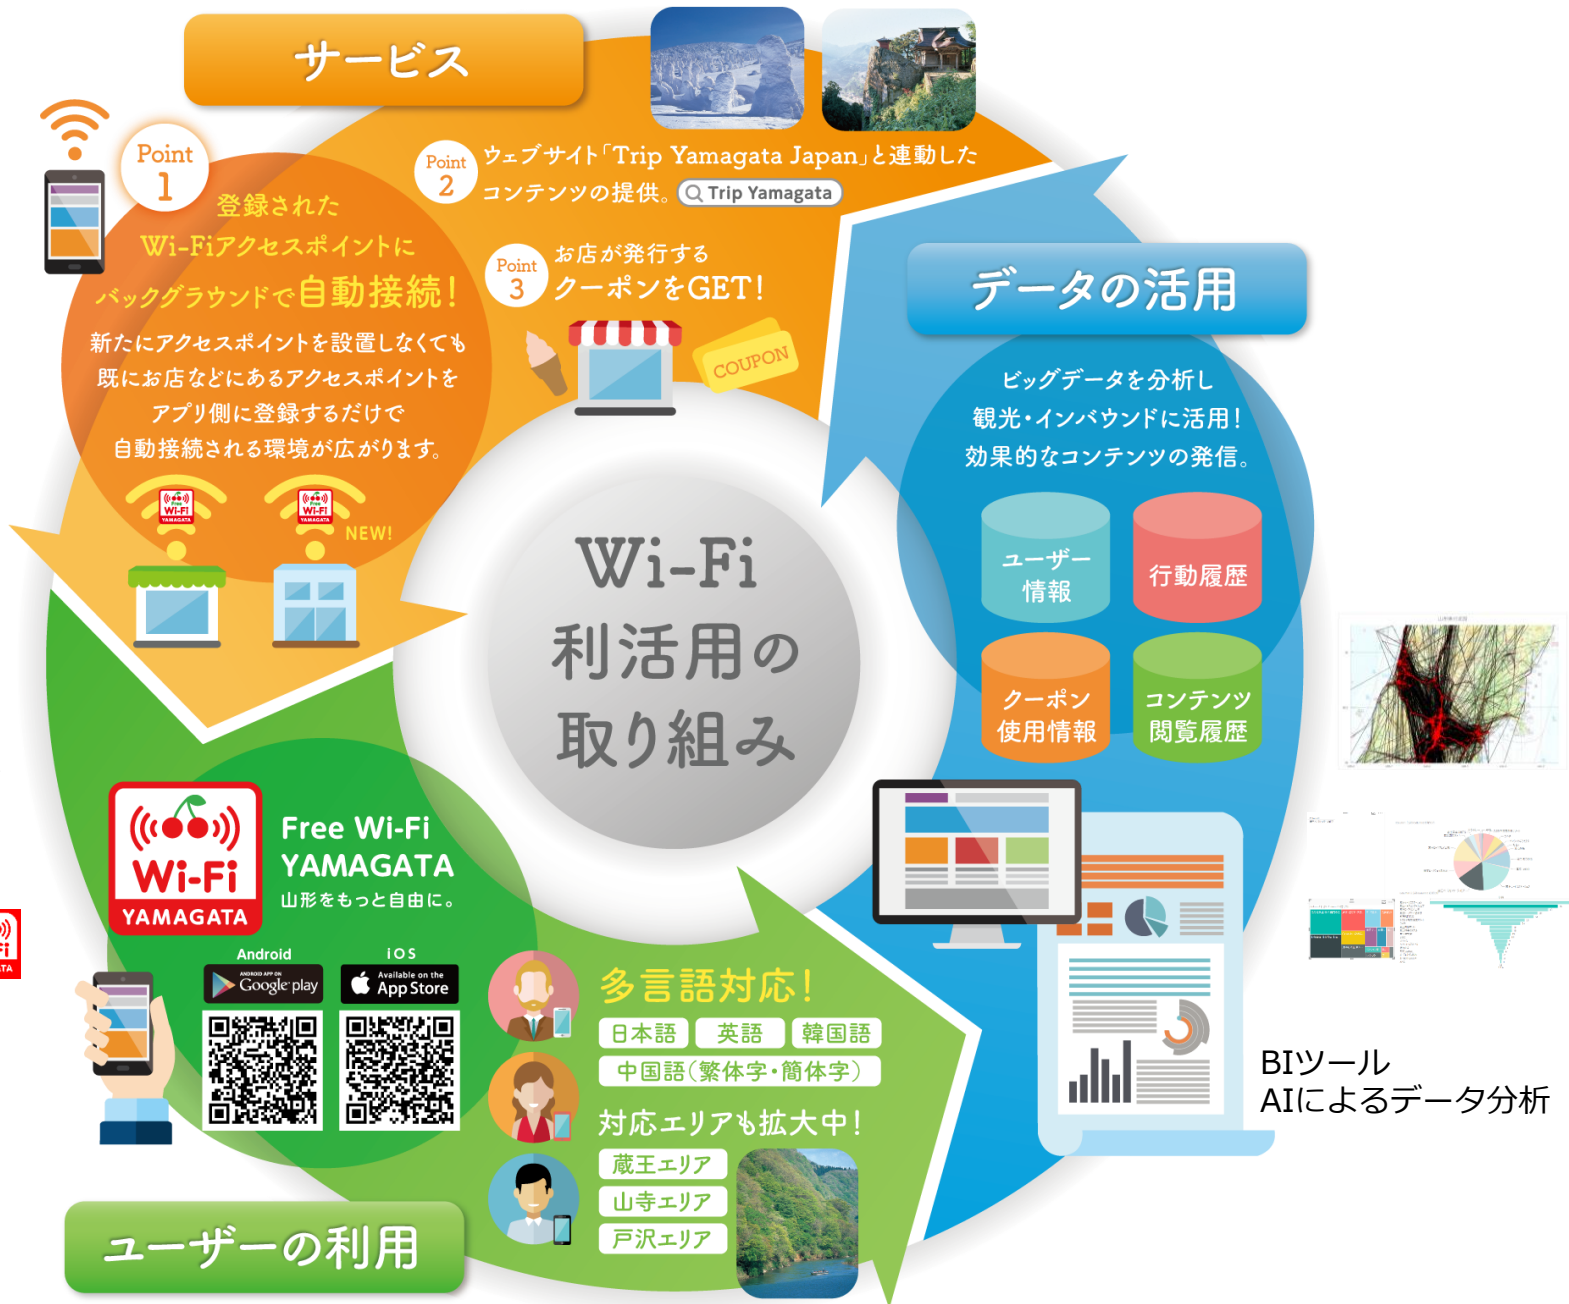 サービス
Point
1
登録された
Wi-Fiアクセスポイントに
バックグラウンドで自動接続！
新たにアクセスポイントを設置しなくても
既にお店などにあるアクセスポイントを
アプリ側に登録するだけで
自動接続される環境が広がります。
Free
Wi-Fi
YAMAGATA
Free
Wi-Fi
YAMAGATA
NEW!
Point
2
ウェブサイト「Trip Yamagata Japan」と連動した
コンテンツの提供。 Trip Yamagata
Point
3
お店が発行する
クーポンをGET！
COUPON
データの活用
ビッグデータを分析し
観光・インバウンドに活用！
効果的なコンテンツの発信。
ユーザー
情報
行動履歴
クーポン
使用情報
コンテンツ
閲覧履歴
Wi-Fi
利活用の
取り組み
BIツール
AIによるデータ分析
Wi-Fi
YAMAGATA
Free Wi-Fi
YAMAGATA
山形をもっと自由に。
Android
ANDROID APP ON
Google play
iOS
Available on the
App Store
多言語対応！
日本語 英語 韓国語
中国語（繁体字・簡体字）
対応エリアも拡大中！
蔵王エリア
山寺エリア
戸沢エリア
ユーザーの利用